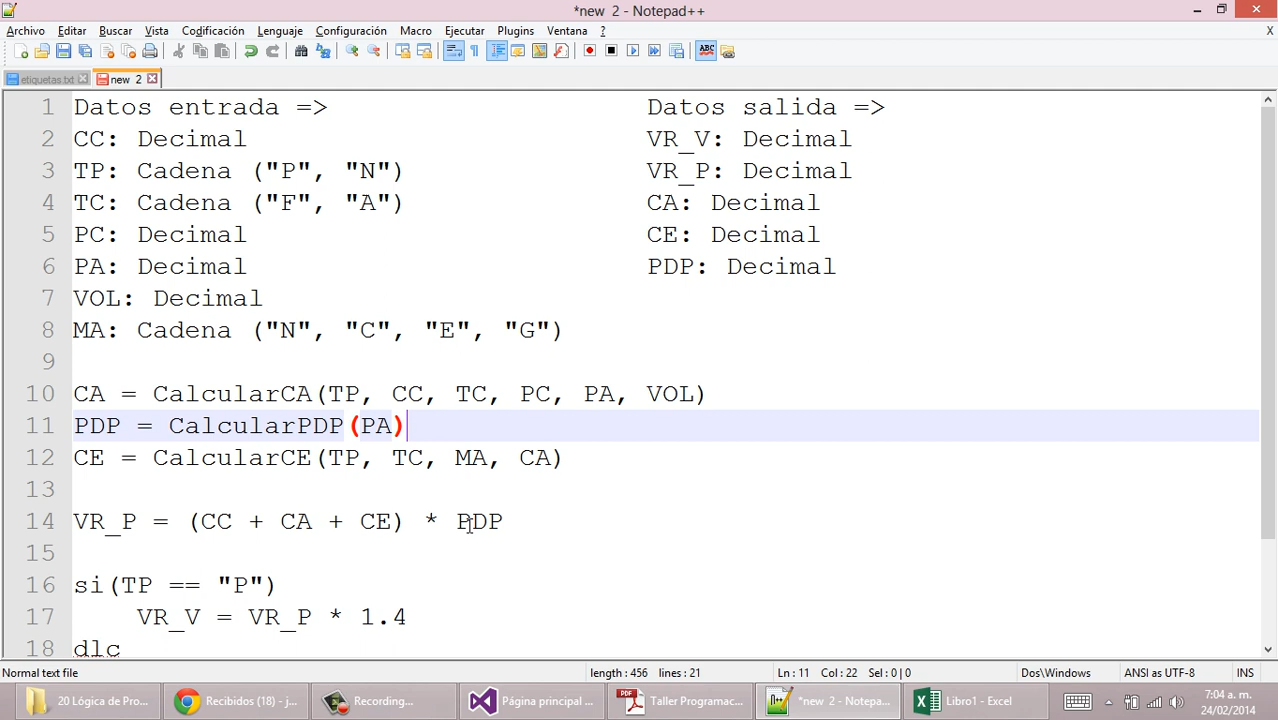 *new 2 - Notepad++
Archivo Editar Buscar Vista Codificación Lenguaje Configuración Macro Ejecutar Plugins Ventana ? X
etiquetas.txt new 2
1 Datos entrada => Datos salida =>
2 CC: Decimal VR_V: Decimal
3 TP: Cadena ("P", "N") VR_P: Decimal
4 TC: Cadena ("F", "A") CA: Decimal
5 PC: Decimal CE: Decimal
6 PA: Decimal PDP: Decimal
7 VOL: Decimal
8 MA: Cadena ("N", "C", "E", "G")
9
10 CA = CalcularCA(TP, CC, TC, PC, PA, VOL)
11 PDP = CalcularPDP(PA)
12 CE = CalcularCE(TP, TC, MA, CA)
13
14 VR_P = (CC + CA + CE) * PDP
15
16 si(TP == "P")
17 VR_V = VR_P * 1.4
18 dlc
Normal text file length : 456 lines : 21 Ln : 11 Col : 22 Sel : 0 | 0 Dos\Windows ANSI as UTF-8 INS
20 Lógica de Pro... Recibidos (18) - j... Recording... Página principal ... Taller Programac... *new 2 - Notepa... Libro1 - Excel 7:04 a. m.
24/02/2014